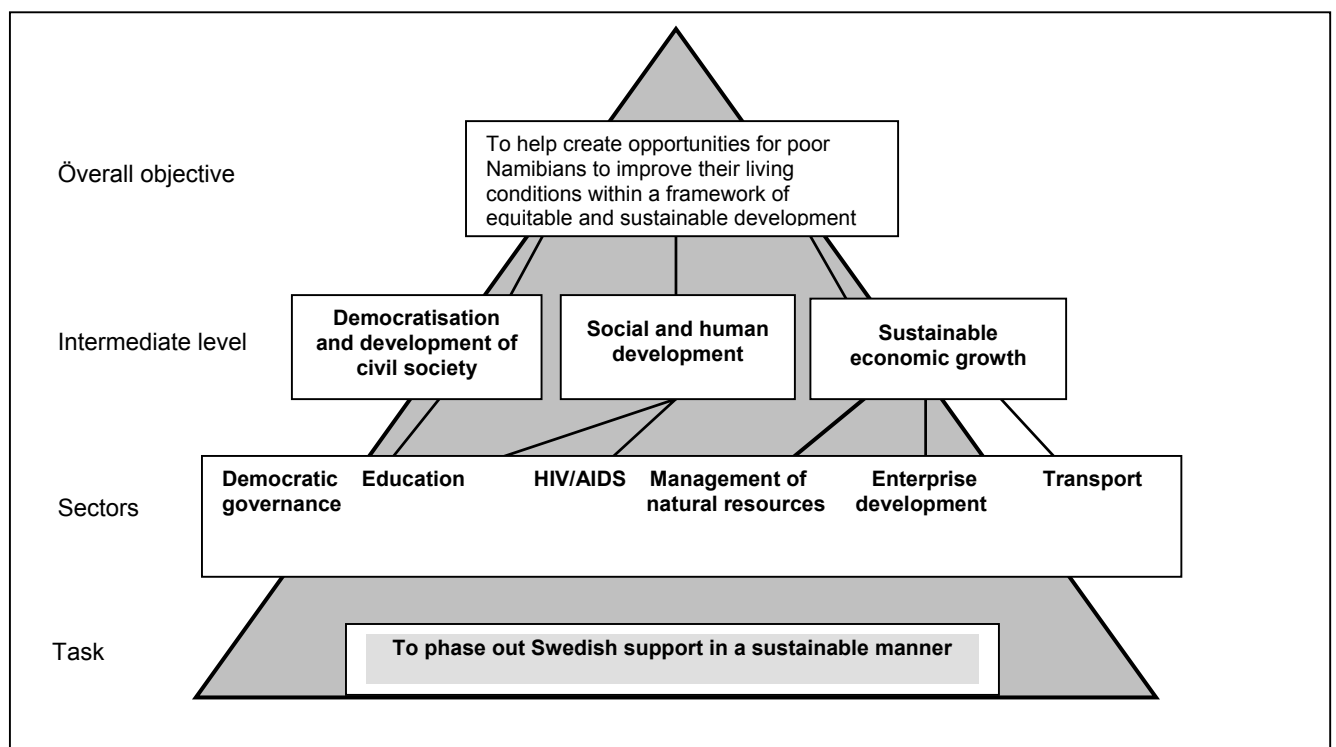 Överall objective
To help create opportunities for poor
Namibians to improve their living
conditions within a framework of
equitable and sustainable development
Intermediate level
Democratisation
and development of
civil society
Social and human
development
Sustainable
economic growth
Sectors
Democratic
governance
Education
HIV/AIDS
Management of
natural resources
Enterprise
development
Transport
Task
To phase out Swedish support in a sustainable manner